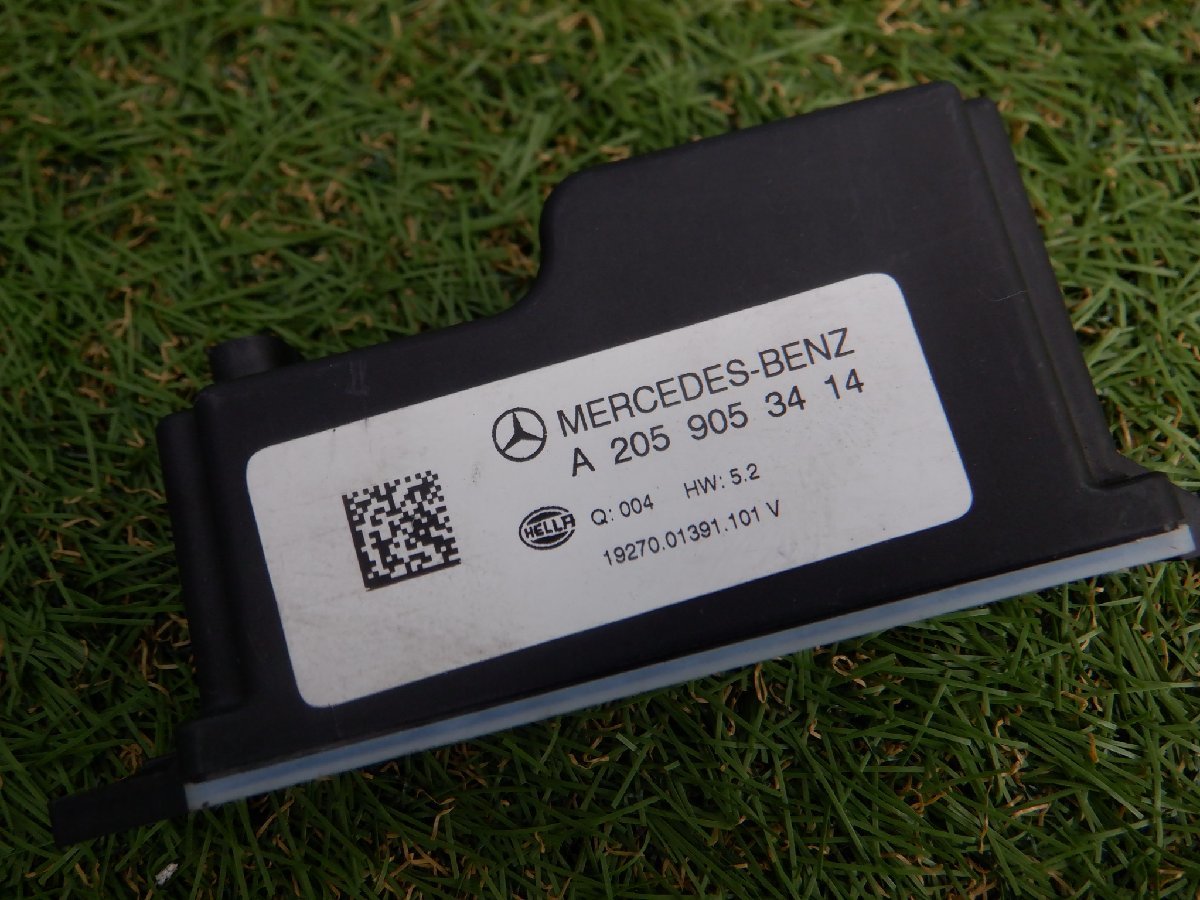 MERCEDES-BENZ
A 205 905 34 14
HELLA Q: 004 HW: 5.2
19270.01391.101 V